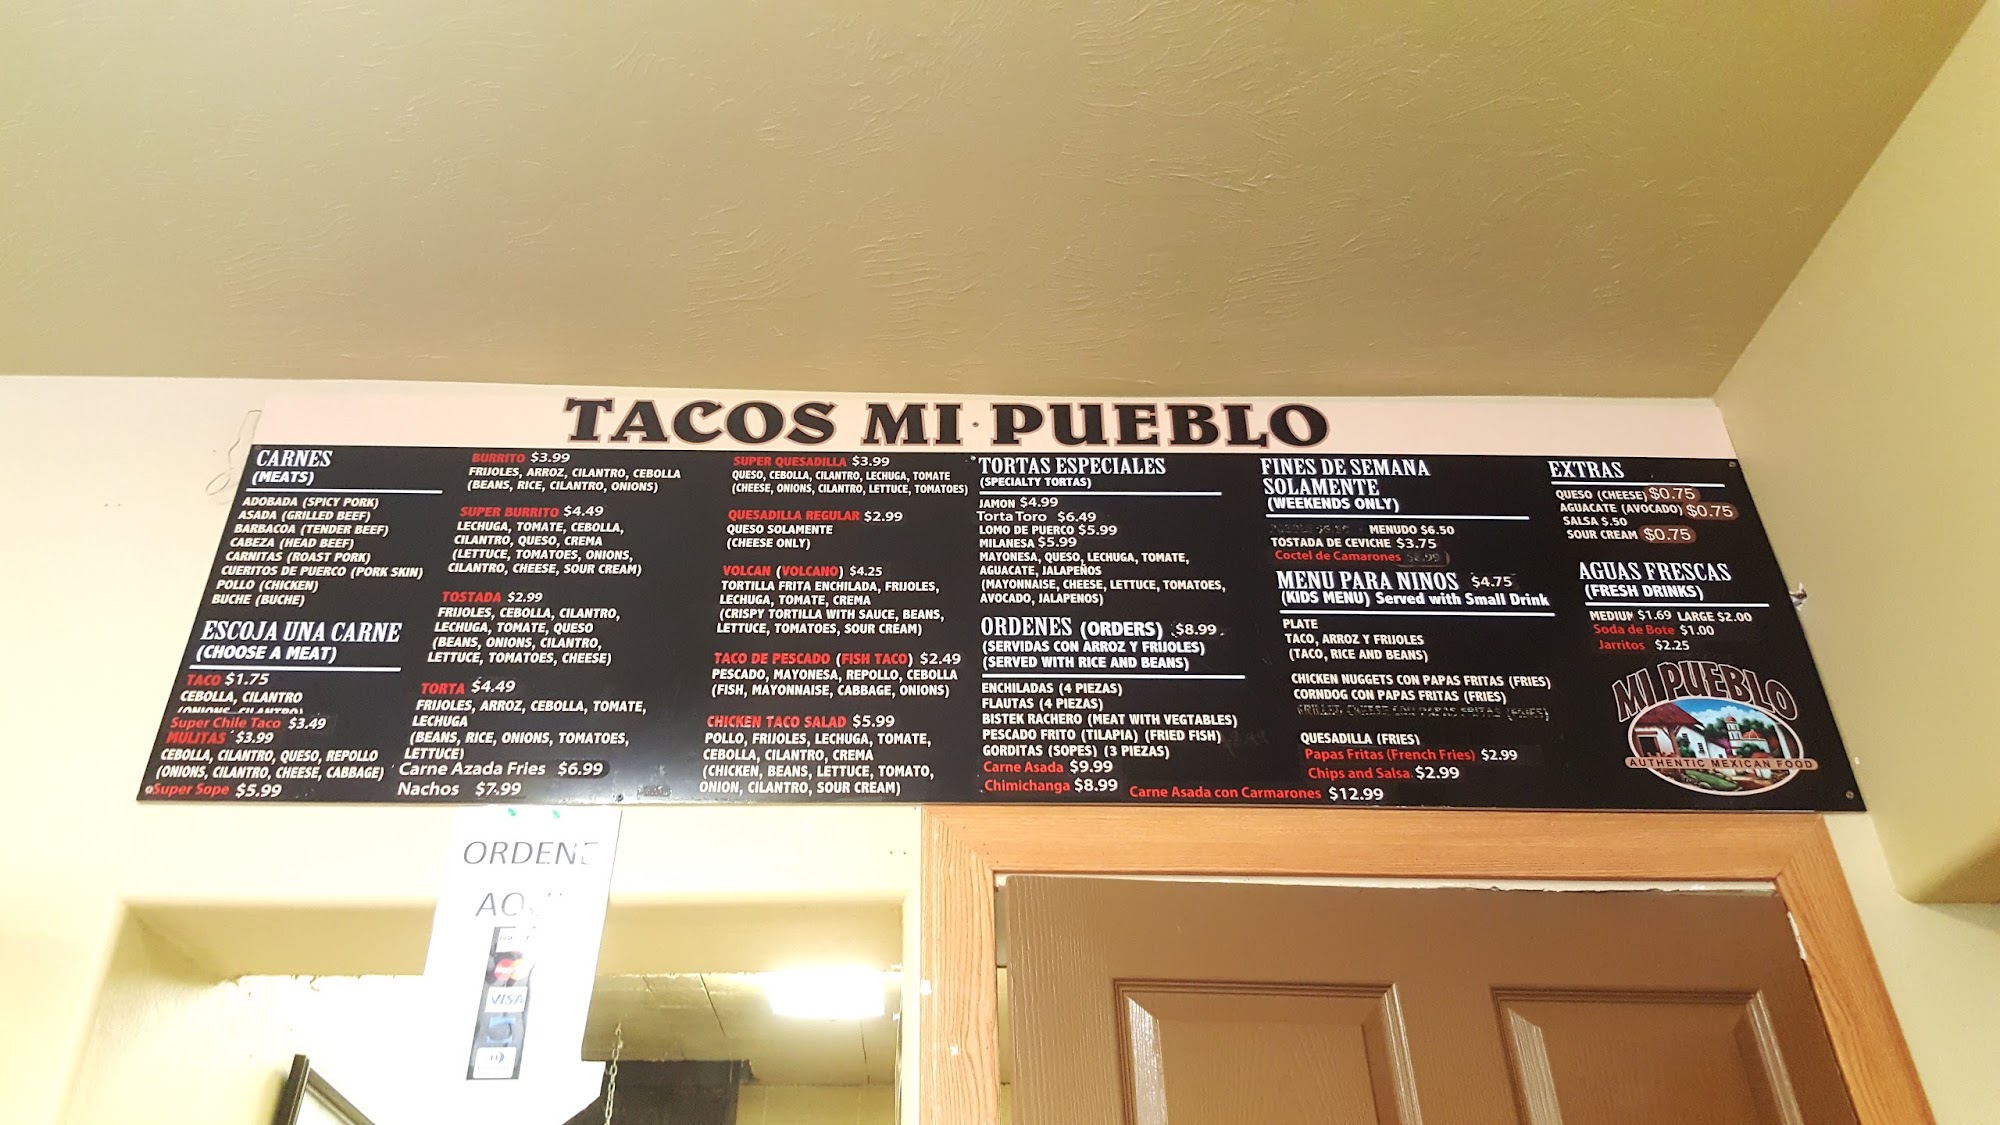 TACOS MI PUEBLO
CARNES
(MEATS)
ADOBADA (SPICY PORK)
ASADA (GRILLED BEEF)
BARBACOA (TENDER BEEF)
CABEZA (HEAD BEEF)
CARNITAS (ROAST PORK)
CUERITOS DE PUERCO (PORK SKIN)
POLLO (CHICKEN)
BUCHE (BUCHE)
ESCOJA UNA CARNE
(CHOOSE A MEAT)
TACO $1.75
CEBOLLA, CILANTRO
(ONIONS, CILANTRO)
Super Chile Taco $3.49
MULITAS $3.99
CEBOLLA, CILANTRO, QUESO, REPOLLO
(ONIONS, CILANTRO, CHEESE, CABBAGE)
Super Sope $5.99
BURRITO $3.99
FRIJOLES, ARROZ, CILANTRO, CEBOLLA
(BEANS, RICE, CILANTRO, ONIONS)
SUPER BURRITO $4.49
LECHUGA, TOMATE, CEBOLLA,
CILANTRO, QUESO, CREMA
(LETTUCE, TOMATOES, ONIONS,
CILANTRO, CHEESE, SOUR CREAM)
TOSTADA $2.99
FRIJOLES, CEBOLLA, CILANTRO,
LECHUGA, TOMATE, QUESO
(BEANS, ONIONS, CILANTRO,
LETTUCE, TOMATOES, CHEESE)
TORTA $4.49
FRIJOLES, ARROZ, CEBOLLA, TOMATE,
LECHUGA
(BEANS, RICE, ONIONS, TOMATOES,
LETTUCE)
Carne Azada Fries $6.99
Nachos $7.99
SUPER QUESADILLA $3.99
QUESO, CEBOLLA, CILANTRO, LECHUGA, TOMATE
(CHEESE, ONIONS, CILANTRO, LETTUCE, TOMATOES)
QUESADILLA REGULAR $2.99
QUESO SOLAMENTE
(CHEESE ONLY)
VOLCAN (VOLCANO) $4.25
TORTILLA FRITA ENCHILADA, FRIJOLES,
LECHUGA, TOMATE, CREMA
(CRISPY TORTILLA WITH SAUCE, BEANS,
LETTUCE, TOMATOES, SOUR CREAM)
TACO DE PESCADO (FISH TACO) $2.49
PESCADO, MAYONESA, REPOLLO, CEBOLLA
(FISH, MAYONNAISE, CABBAGE, ONIONS)
CHICKEN TACO SALAD $5.99
POLLO, FRIJOLES, LECHUGA, TOMATE,
CEBOLLA, CILANTRO, CREMA
(CHICKEN, BEANS, LETTUCE, TOMATO,
ONION, CILANTRO, SOUR CREAM)
TORTAS ESPECIALES
(SPECIALTY TORTAS)
JAMON $4.99
Torta Toro $6.49
LOMO DE PUERCO $5.99
MILANESA $5.99
MAYONESA, QUESO, LECHUGA, TOMATE,
AGUACATE, JALAPEÑOS
(MAYONNAISE, CHEESE, LETTUCE, TOMATOES,
AVOCADO, JALAPENOS)
ORDENES (ORDERS) $8.99
(SERVIDAS CON ARROZ Y FRIJOLES)
(SERVED WITH RICE AND BEANS)
ENCHILADAS (4 PIEZAS)
FLAUTAS (4 PIEZAS)
BISTEK RACHERO (MEAT WITH VEGTABLES)
PESCADO FRITO (TILAPIA) (FRIED FISH)
GORDITAS (SOPES) (3 PIEZAS)
Carne Asada $9.99
Chimichanga $8.99
Carne Asada con Carmarones $12.99
FINES DE SEMANA
SOLAMENTE
(WEEKENDS ONLY)
MENUDO $6.50
TOSTADA DE CEVICHE $3.75
Coctel de Camarones
MENU PARA NINOS $4.75
(KIDS MENU) Served with Small Drink
PLATE
TACO, ARROZ Y FRIJOLES
(TACO, RICE AND BEANS)
CHICKEN NUGGETS CON PAPAS FRITAS (FRIES)
CORNDOG CON PAPAS FRITAS (FRIES)
GRILLED CHEESE CON PAPAS FRITAS (FRIES)
QUESADILLA (FRIES)
Papas Fritas (French Fries) $2.99
Chips and Salsa $2.99
EXTRAS
QUESO (CHEESE) $0.75
AGUACATE (AVOCADO) $0.75
SALSA $.50
SOUR CREAM $0.75
AGUAS FRESCAS
(FRESH DRINKS)
MEDIUM $1.69 LARGE $2.00
Soda de Bote $1.00
Jarritos $2.25
MI PUEBLO
AUTHENTIC MEXICAN FOOD
ORDENE
VISA